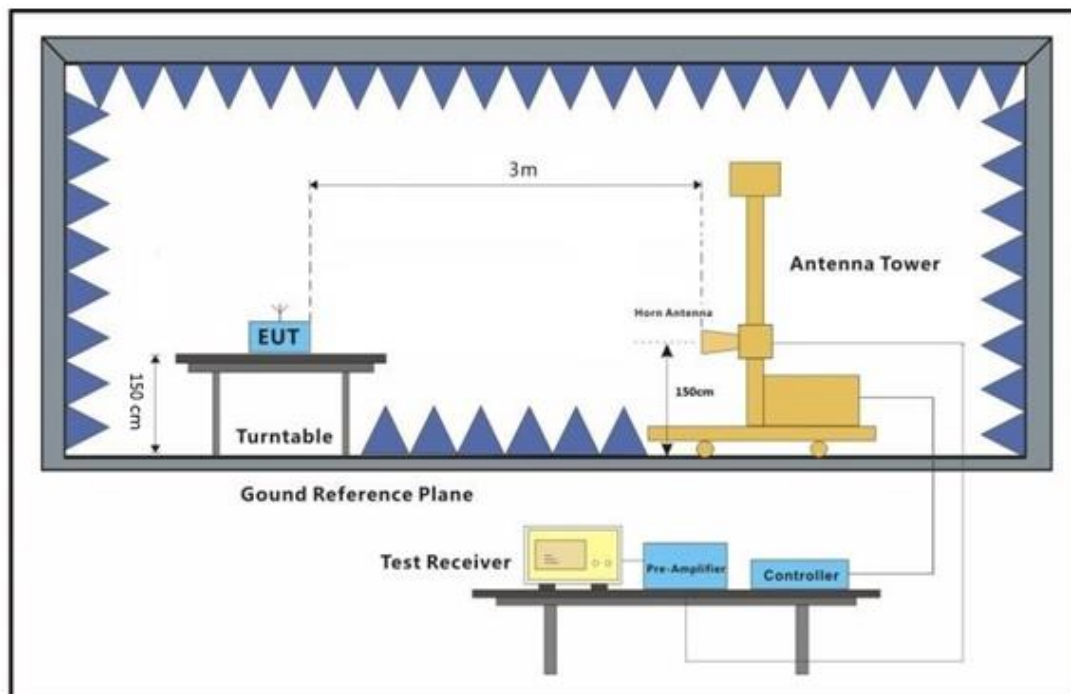 3m
Antenna Tower
Horn Antenna
EUT
150 cm
150cm
Turntable
Gound Reference Plane
Test Receiver
Pre-Amplifier
Controller